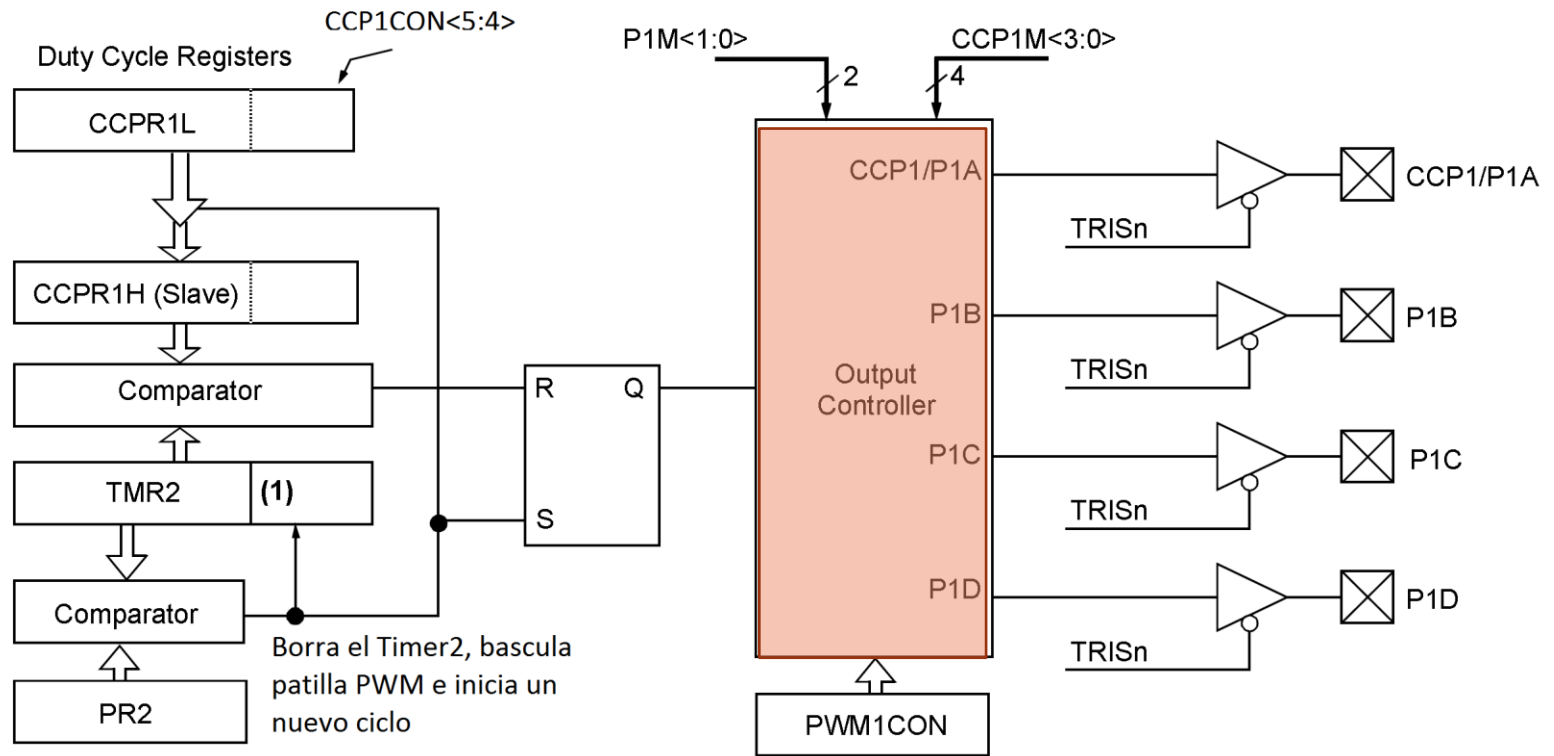 CCP1CON<5:4>
Duty Cycle Registers
CCPR1L
CCPR1H (Slave)
Comparator
TMR2
(1)
Comparator
PR2
Borra el Timer2, bascula
patilla PWM e inicia un
nuevo ciclo
R
Q
S
P1M<1:0>
2
CCP1M<3:0>
4
CCP1/P1A
P1B
Output
Controller
P1C
P1D
PWM1CON
TRISn
CCP1/P1A
TRISn
P1B
TRISn
P1C
TRISn
P1D